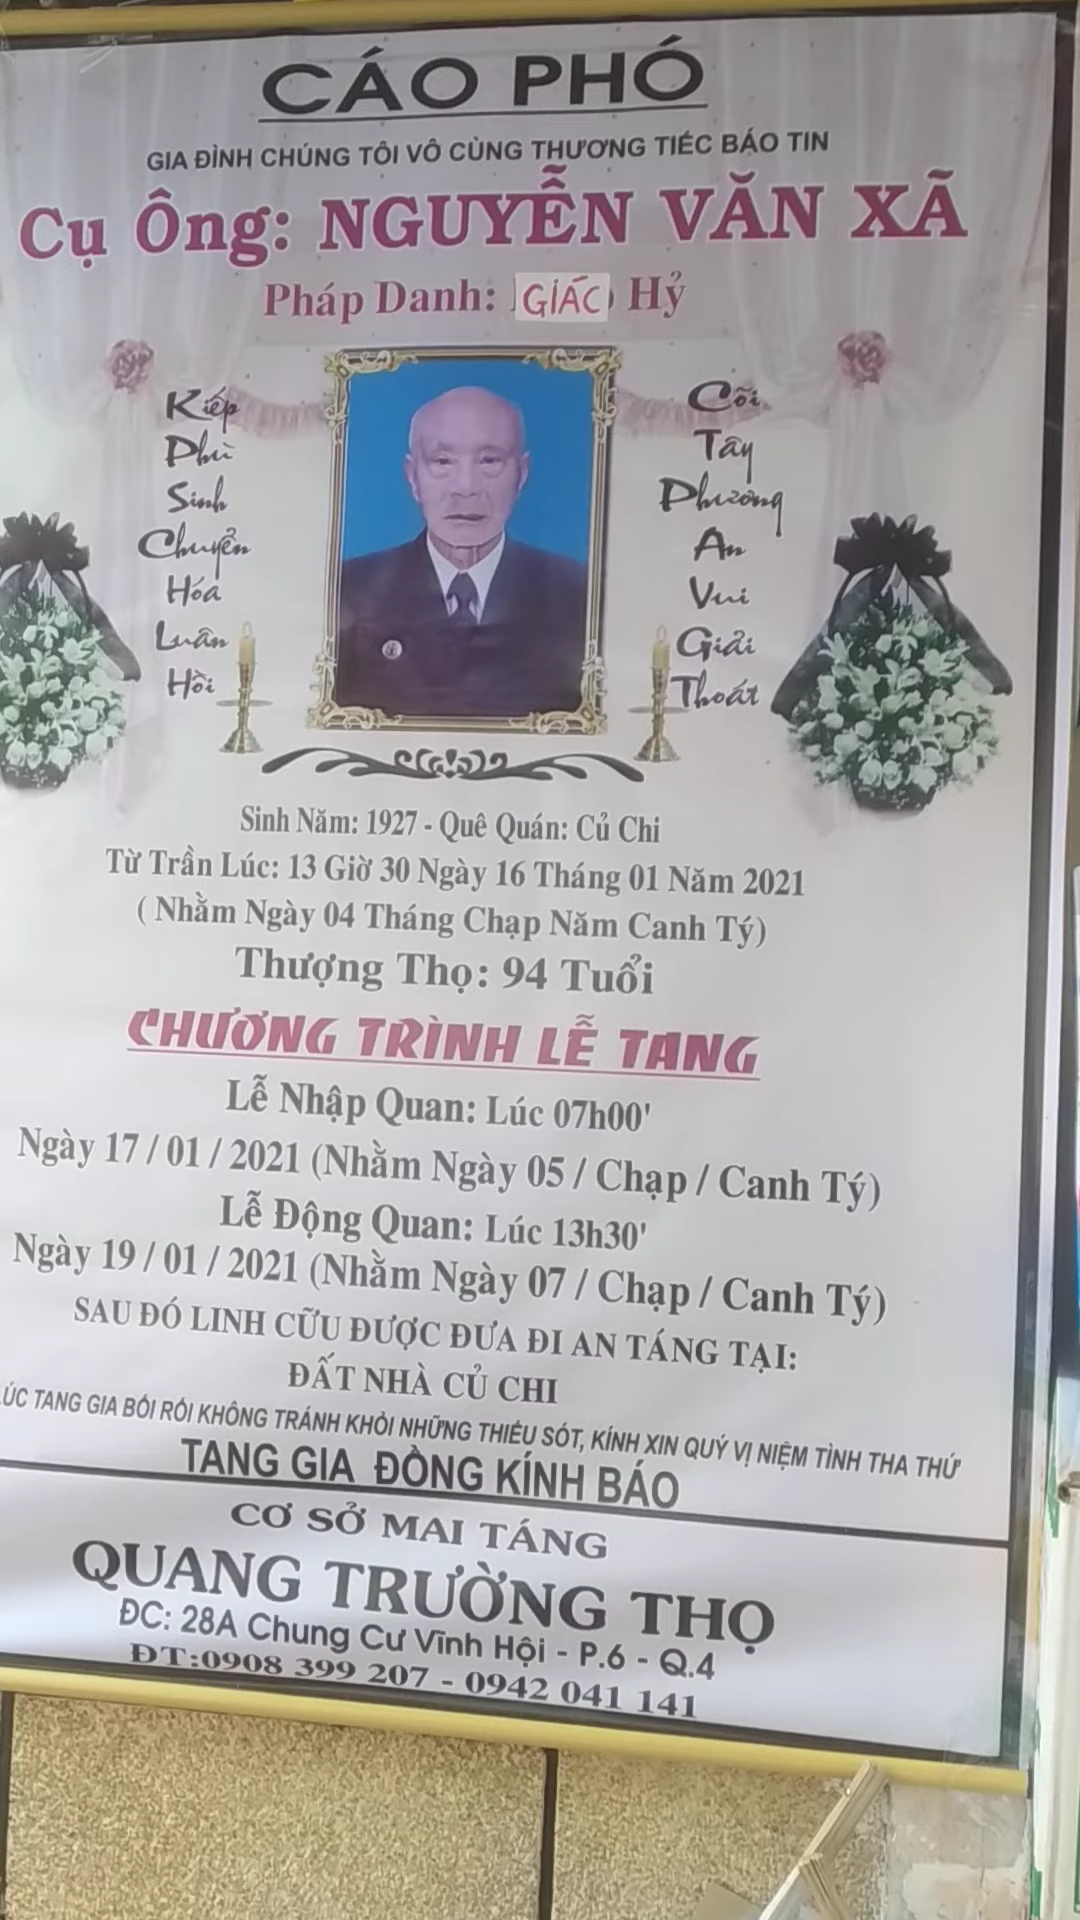 CÁO PHÓ
GIA ĐÌNH CHÚNG TÔI VÔ CÙNG THƯƠNG TIẾC BÁO TIN
Cụ Ông: NGUYỄN VĂN XÃ
Pháp Danh: GIÁC Hỷ
Kiếp
Phù
Sinh
Chuyển
Hóa
Luân
Hồi
Cõi
Tây
Phương
An
Vui
Giải
Thoát
Sinh Năm: 1927 - Quê Quán: Củ Chi
Từ Trần Lúc: 13 Giờ 30 Ngày 16 Tháng 01 Năm 2021
( Nhằm Ngày 04 Tháng Chạp Năm Canh Tý)
Thượng Thọ: 94 Tuổi
CHƯƠNG TRÌNH LỄ TANG
Lễ Nhập Quan: Lúc 07h00'
Ngày 17 / 01 / 2021 (Nhằm Ngày 05 / Chạp / Canh Tý)
Lễ Động Quan: Lúc 13h30'
Ngày 19 / 01 / 2021 (Nhằm Ngày 07 / Chạp / Canh Tý)
SAU ĐÓ LINH CỮU ĐƯỢC ĐƯA ĐI AN TÁNG TẠI:
ĐẤT NHÀ CỦ CHI
LÚC TANG GIA BỐI RỐI KHÔNG TRÁNH KHỎI NHỮNG THIẾU SÓT, KÍNH XIN QUÝ VỊ NIỆM TÌNH THA THỨ
TANG GIA ĐỒNG KÍNH BÁO
CƠ SỞ MAI TÁNG
QUANG TRƯỜNG THỌ
ĐC: 28A Chung Cư Vĩnh Hội - P.6 - Q.4
ĐT:0908 399 207 - 0942 041 141